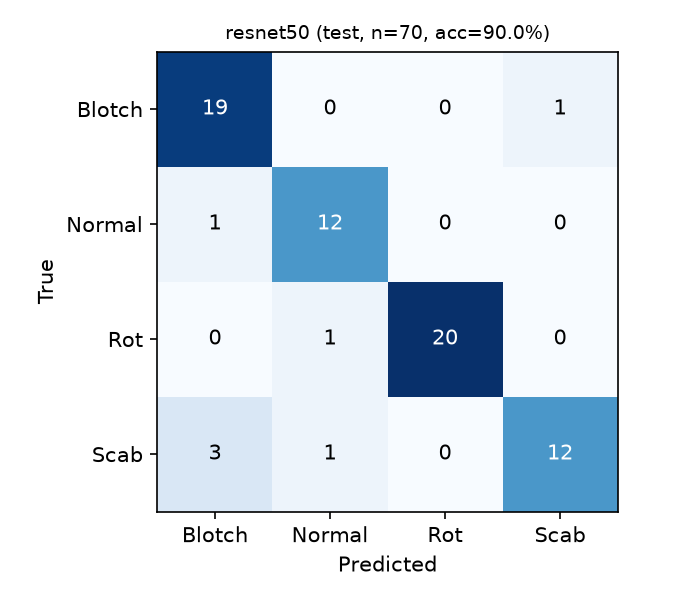 resnet50 (test, n=70, acc=90.0%)
Blotch 19 0 0 1
Normal 1 12 0 0
True
Rot 0 1 20 0
Scab 3 1 0 12
Blotch Normal Rot Scab
Predicted